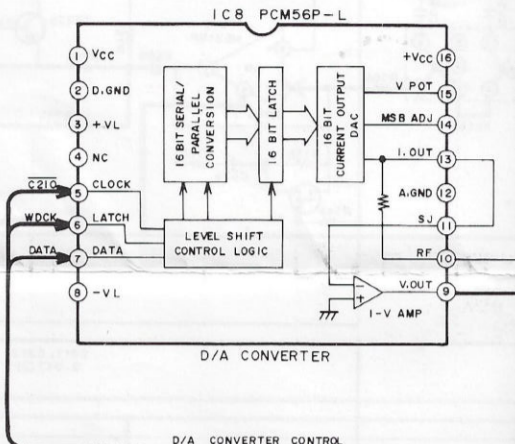 IC8 PCM56P-L
1 VCC
2 D.GND
3 +VL
4 NC
5 CLOCK
6 LATCH
7 DATA
8 -VL
C210
WDCK
DATA
16 BIT SERIAL/
PARALLEL
CONVERSION
16 BIT LATCH
16 BIT
CURRENT OUTPUT
DAC
LEVEL SHIFT
CONTROL LOGIC
+VCC 16
V POT 15
MSB ADJ 14
I.OUT 13
A.GND 12
SJ 11
RF 10
V.OUT 9
-
+
I-V AMP
D/A CONVERTER
D/A CONVERTER CONTROL